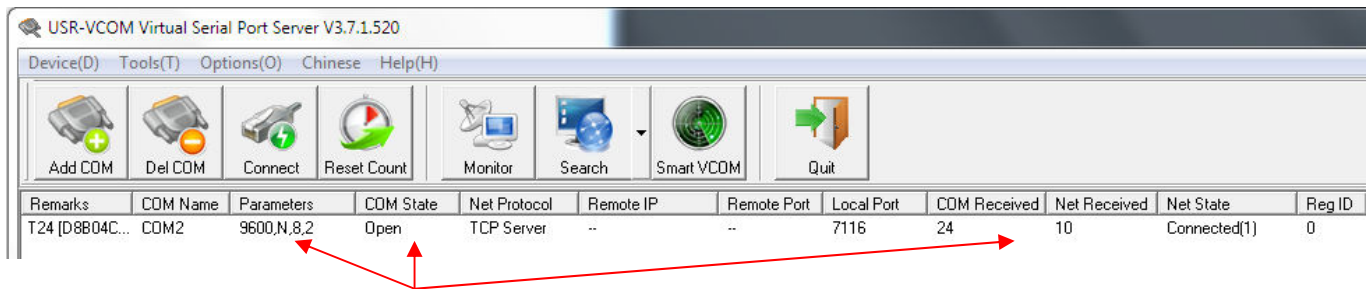 USR-VCOM Virtual Serial Port Server V3.7.1.520
Device(D) Tools(T) Options(O) Chinese Help(H)
Add COM Del COM Connect Reset Count Monitor Search Smart VCOM Quit
Remarks COM Name Parameters COM State Net Protocol Remote IP Remote Port Local Port COM Received Net Received Net State Reg ID
T24 [D8B04C... COM2 9600,N,8,2 Open TCP Server -- -- 7116 24 10 Connected(1) 0